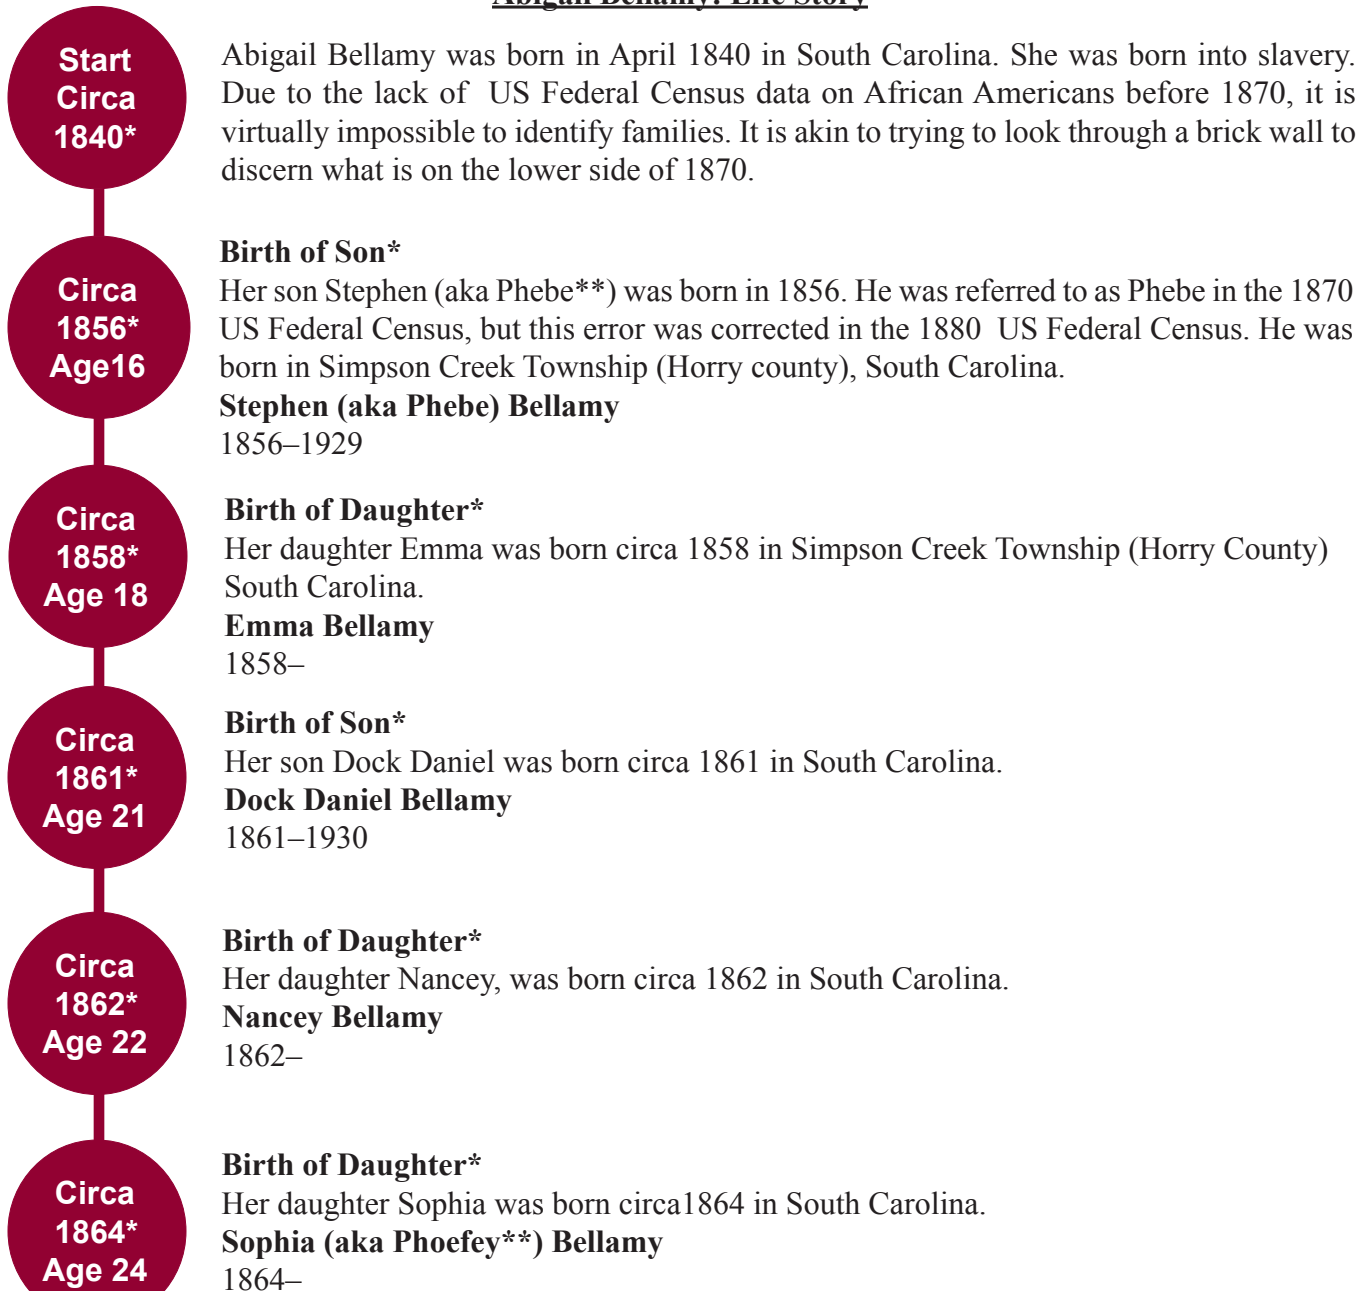 Abigail Bellamy: Life Story
Start
Circa
1840*
Abigail Bellamy was born in April 1840 in South Carolina. She was born into slavery.
Due to the lack of US Federal Census data on African Americans before 1870, it is
virtually impossible to identify families. It is akin to trying to look through a brick wall to
discern what is on the lower side of 1870.
Circa
1856*
Age16
Birth of Son*
Her son Stephen (aka Phebe**) was born in 1856. He was referred to as Phebe in the 1870
US Federal Census, but this error was corrected in the 1880 US Federal Census. He was
born in Simpson Creek Township (Horry county), South Carolina.
Stephen (aka Phebe) Bellamy
1856–1929
Circa
1858*
Age 18
Birth of Daughter*
Her daughter Emma was born circa 1858 in Simpson Creek Township (Horry County)
South Carolina.
Emma Bellamy
1858–
Circa
1861*
Age 21
Birth of Son*
Her son Dock Daniel was born circa 1861 in South Carolina.
Dock Daniel Bellamy
1861–1930
Circa
1862*
Age 22
Birth of Daughter*
Her daughter Nancey, was born circa 1862 in South Carolina.
Nancey Bellamy
1862–
Circa
1864*
Age 24
Birth of Daughter*
Her daughter Sophia was born circa1864 in South Carolina.
Sophia (aka Phoefey**) Bellamy
1864–